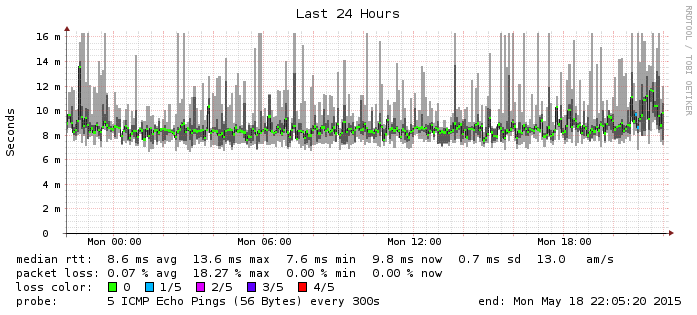 Last 24 Hours
RRDTOOL / TOBI OETIKER
Seconds
16 m
14 m
12 m
10 m
8 m
6 m
4 m
2 m
0
Mon 00:00 Mon 06:00 Mon 12:00 Mon 18:00
median rtt: 8.6 ms avg 13.6 ms max 7.6 ms min 9.8 ms now 0.7 ms sd 13.0 am/s
packet loss: 0.07 % avg 18.27 % max 0.00 % min 0.00 % now
loss color: 0 1/5 2/5 3/5 4/5
probe: 5 ICMP Echo Pings (56 Bytes) every 300s end: Mon May 18 22:05:20 2015